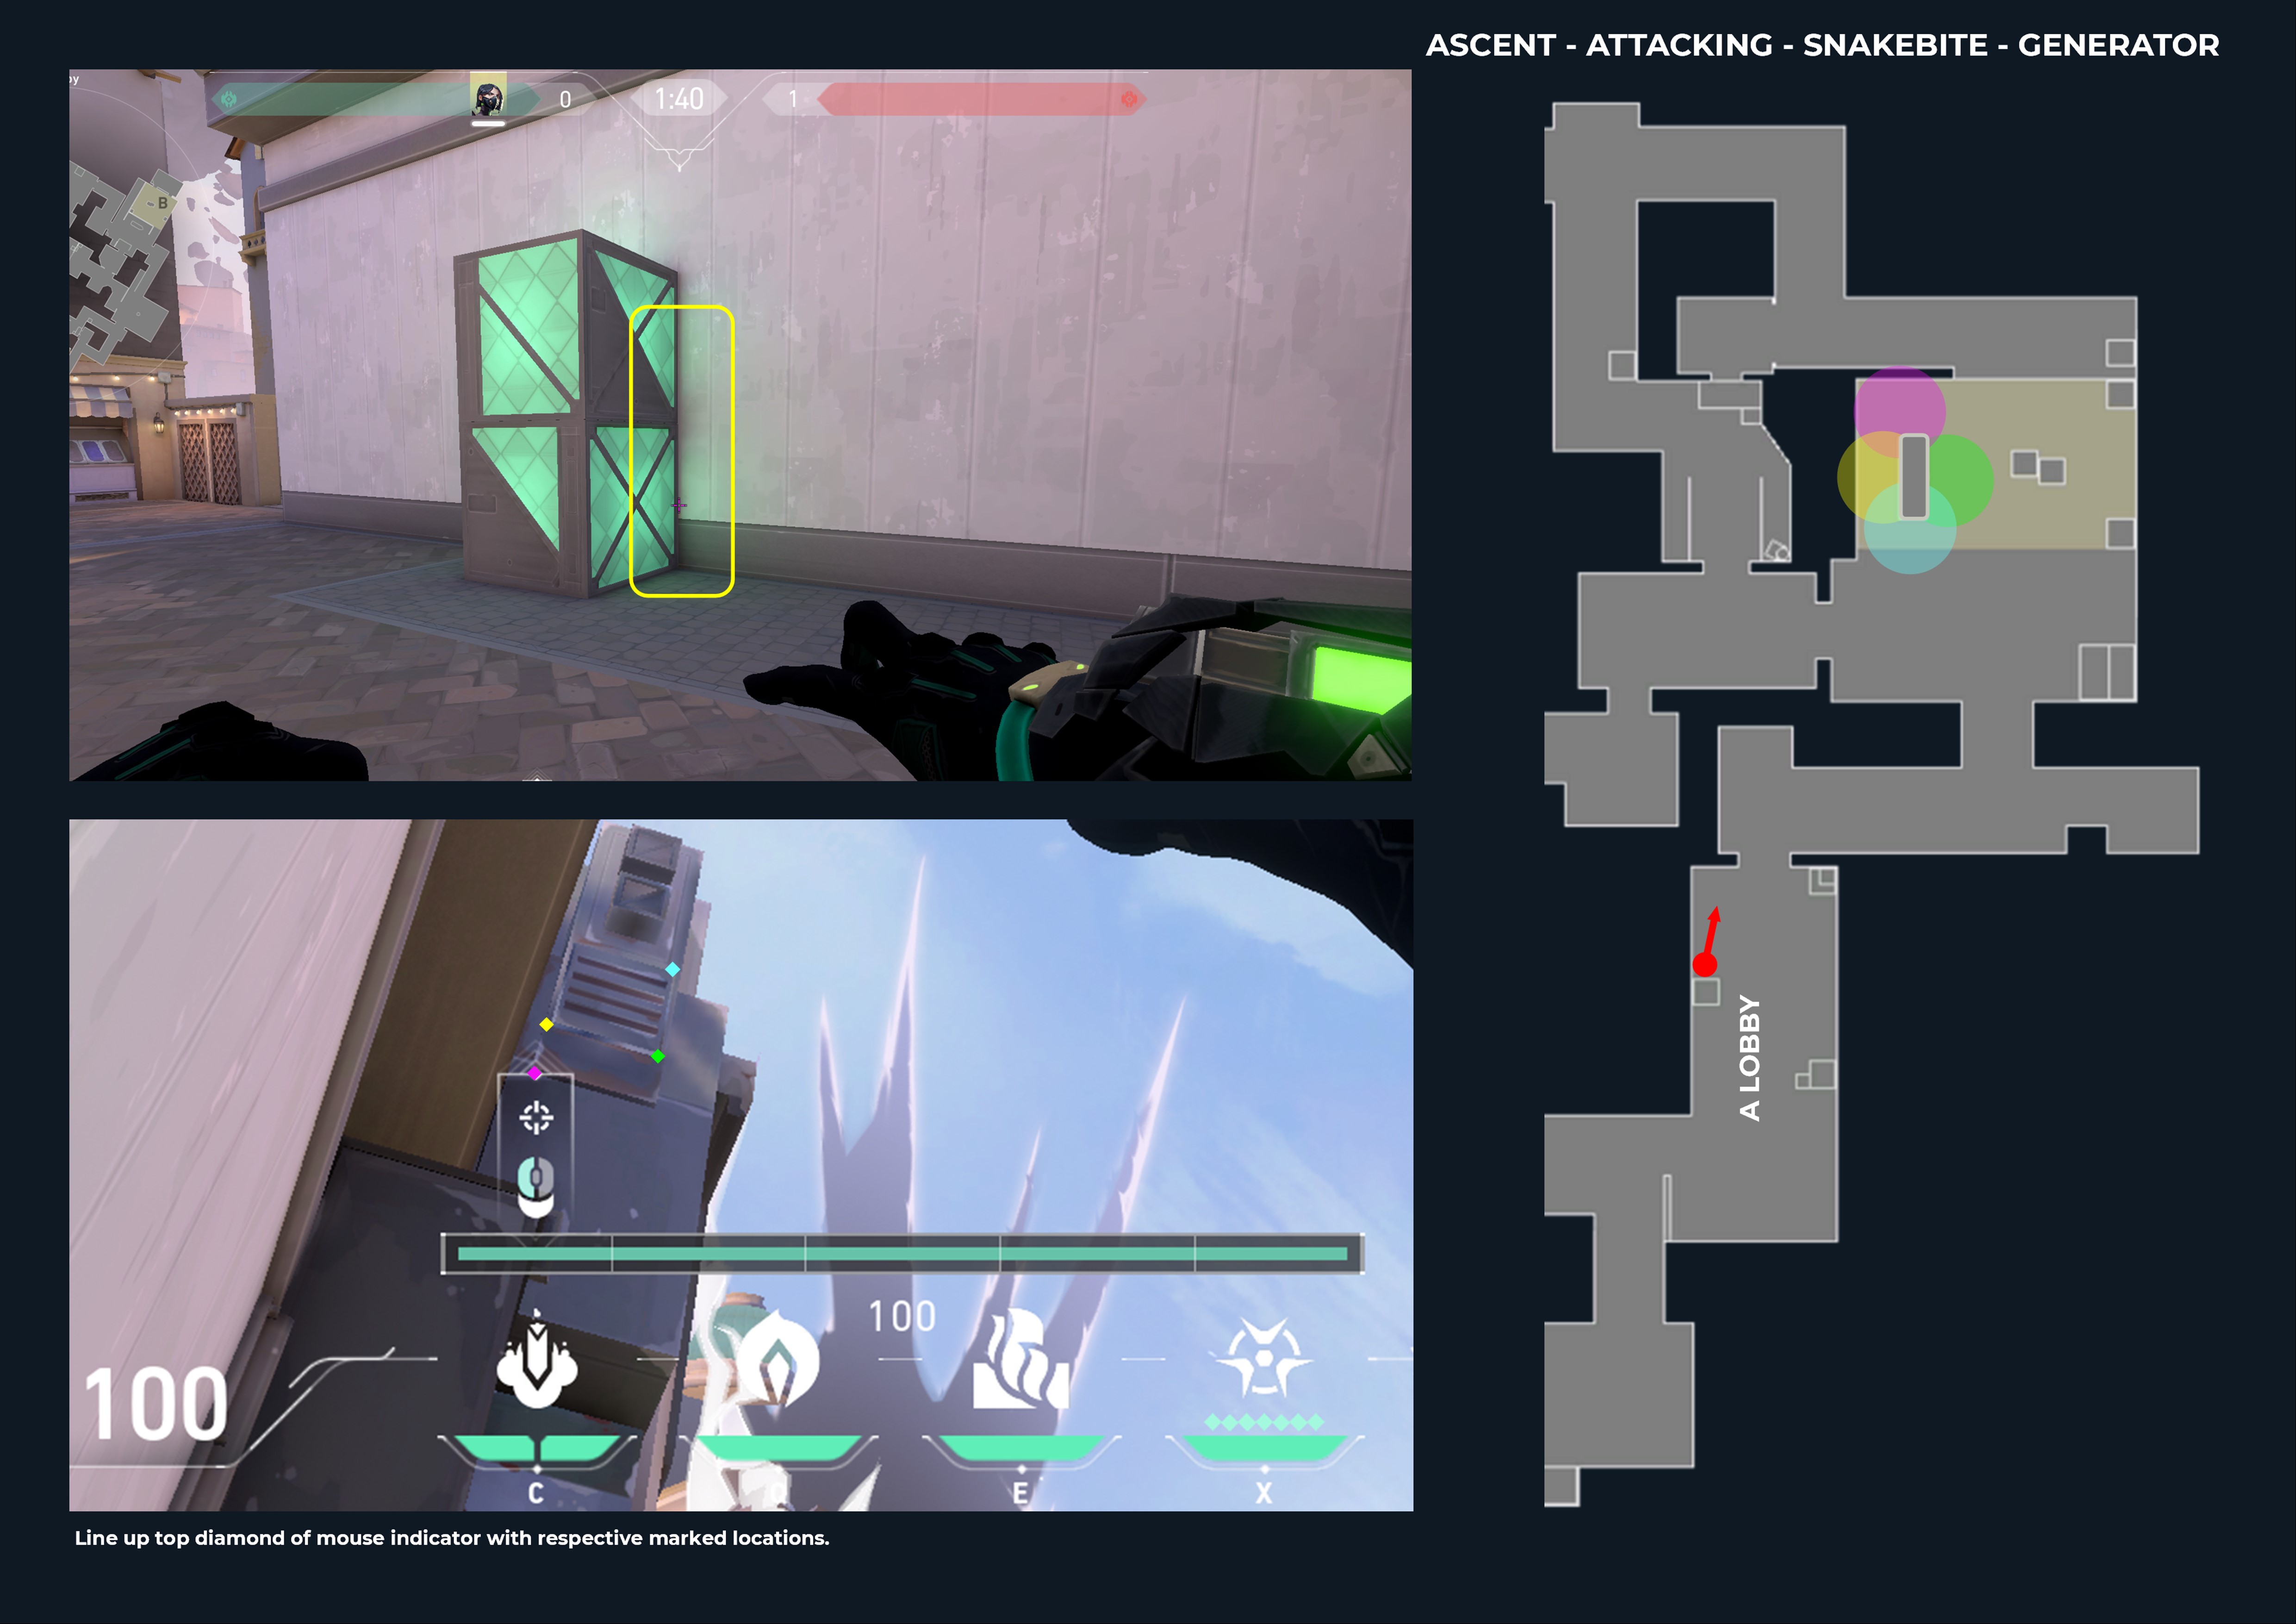 ASCENT - ATTACKING - SNAKEBITE - GENERATOR
by
0
1:40
1
B
A LOBBY
100
100
C
Q
E
X
Line up top diamond of mouse indicator with respective marked locations.